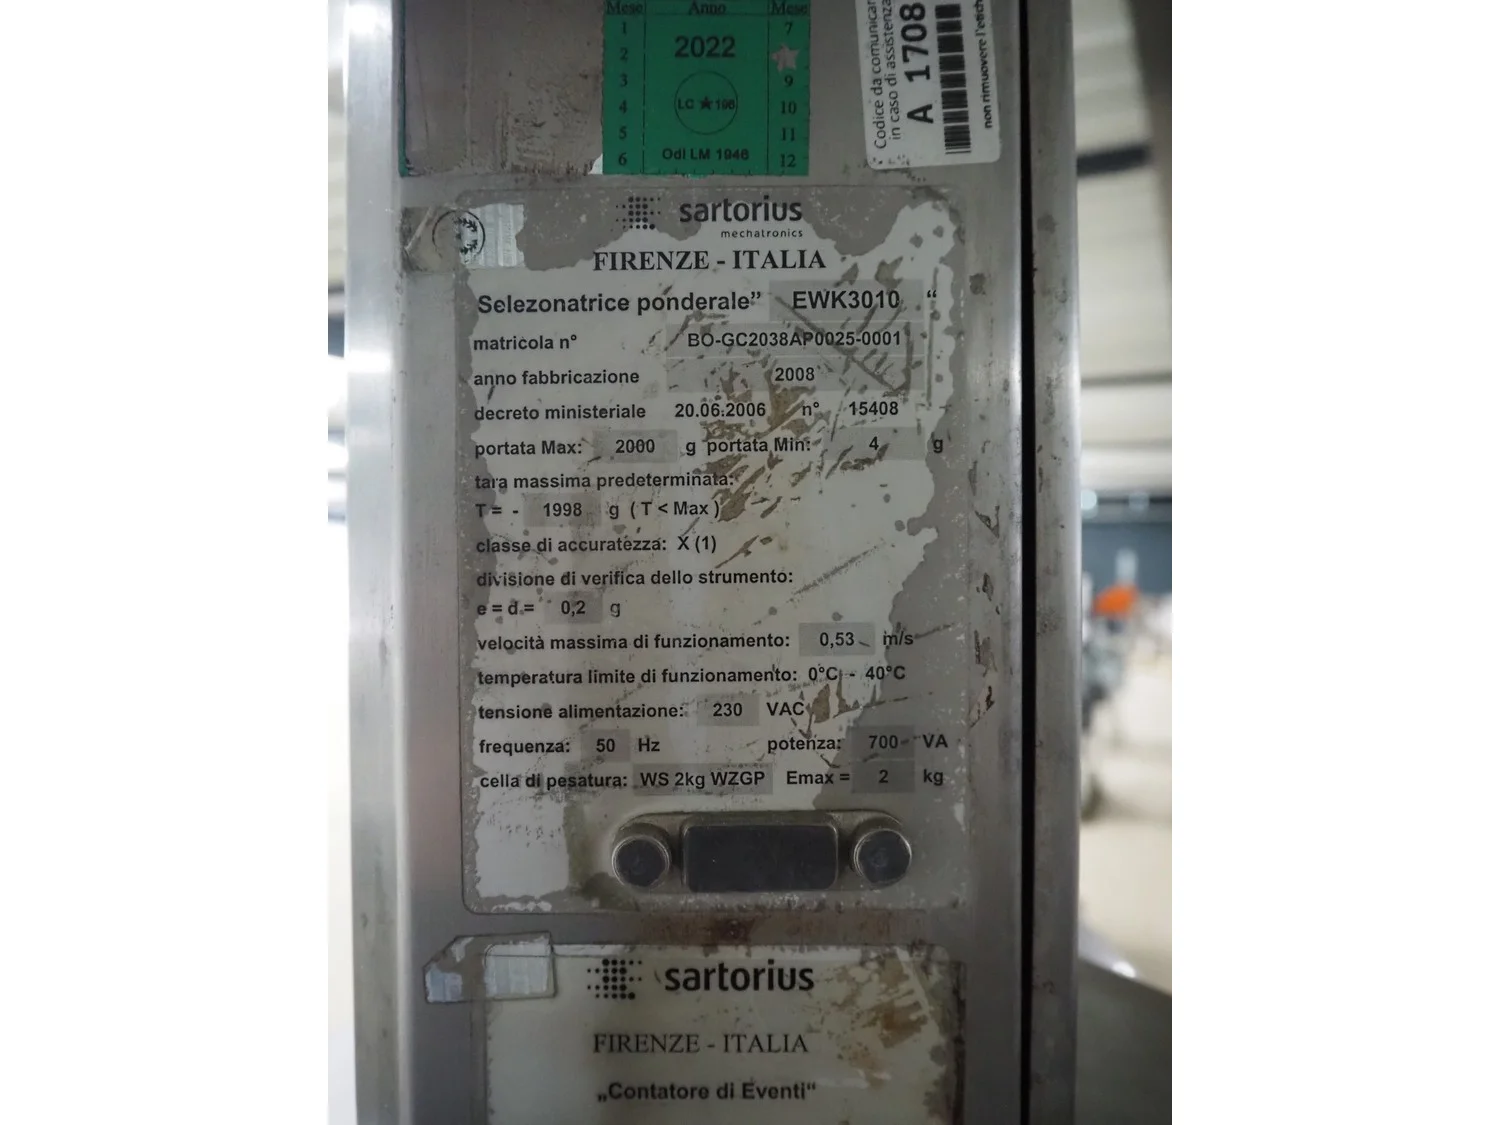 Mese Anno Mese
1 7
2 2022
3 9
4 LC ★ 196 10
5 11
6 OdI LM 1946 12
Codice da comunicar
in caso di assistenza
A 1708
non rimuovere l'etich
sartorius
mechatronics
FIRENZE - ITALIA
Selezonatrice ponderale” EWK3010 “
matricola n° BO-GC2038AP0025-0001
anno fabbricazione 2008
decreto ministeriale 20.06.2006 n° 15408
portata Max: 2000 g portata Min: 4 g
tara massima predeterminata:
T = - 1998 g ( T < Max )
classe di accuratezza: X (1)
divisione di verifica dello strumento:
e = d = 0,2 g
velocità massima di funzionamento: 0,53 m/s
temperatura limite di funzionamento: 0°C - 40°C
tensione alimentazione: 230 VAC
frequenza: 50 Hz potenza: 700 VA
cella di pesatura: WS 2kg WZGP Emax = 2 kg
sartorius
FIRENZE - ITALIA
„Contatore di Eventi“